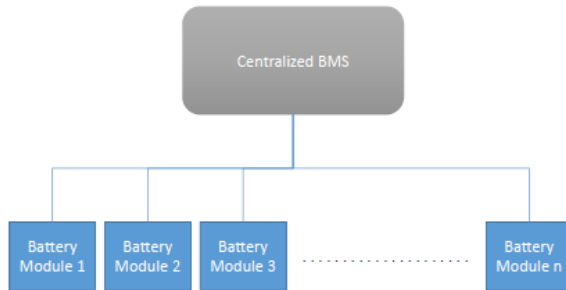 Centralized BMS
Battery
Module 1
Battery
Module 2
Battery
Module 3
Battery
Module n